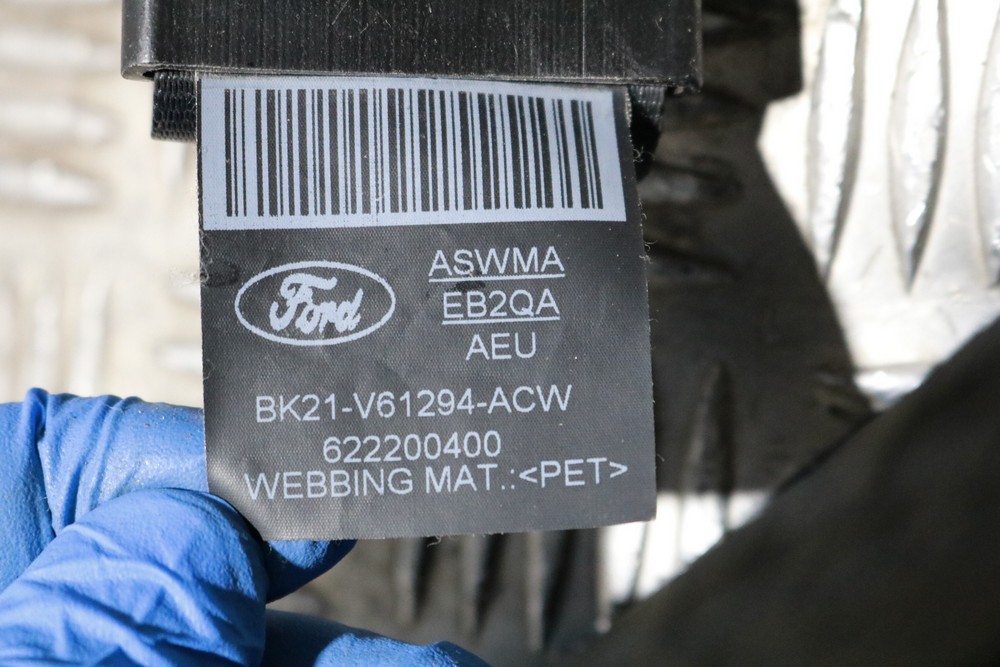 ASWMA
Ford
EB2QA
AEU
BK21-V61294-ACW
622200400
WEBBING MAT.:<PET>